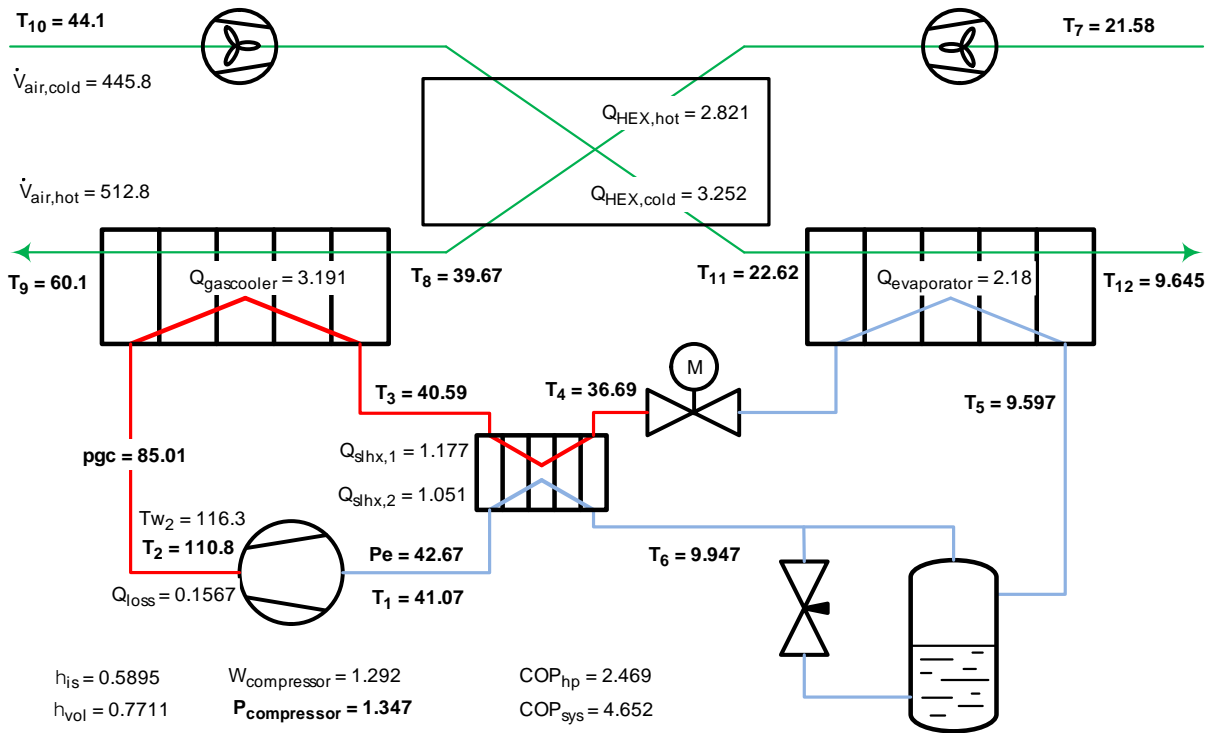 T10 = 44.1
T7 = 21.58
V̇air,cold = 445.8
QHEX,hot = 2.821
V̇air,hot = 512.8
QHEX,cold = 3.252
T9 = 60.1
Qgascooler = 3.191
T8 = 39.67
T11 = 22.62
Qevaporator = 2.18
T12 = 9.645
M
T3 = 40.59
T4 = 36.69
T5 = 9.597
pgc = 85.01
Qslhx,1 = 1.177
Qslhx,2 = 1.051
Tw2 = 116.3
T2 = 110.8
Pe = 42.67
T6 = 9.947
Qloss = 0.1567
T1 = 41.07
his = 0.5895
Wcompressor = 1.292
COPhp = 2.469
hvol = 0.7711
Pcompressor = 1.347
COPsys = 4.652